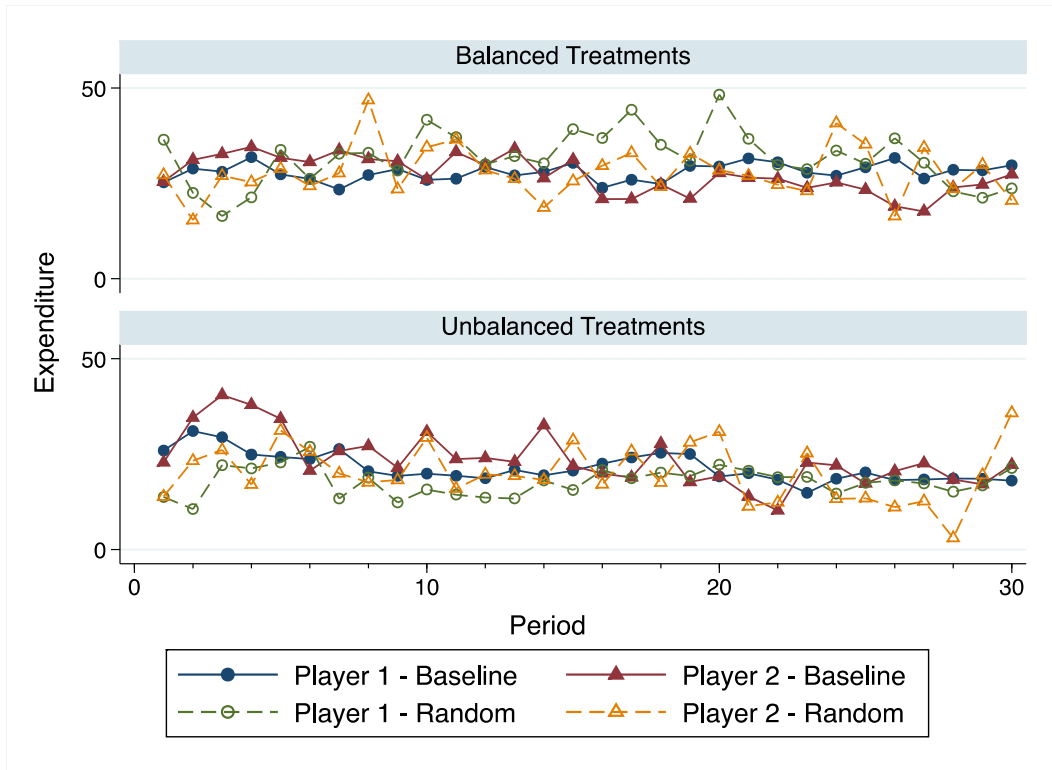 Balanced Treatments
50
0
Unbalanced Treatments
50
0
Expenditure
0 10 20 30
Period
Player 1 - Baseline Player 2 - Baseline
Player 1 - Random Player 2 - Random